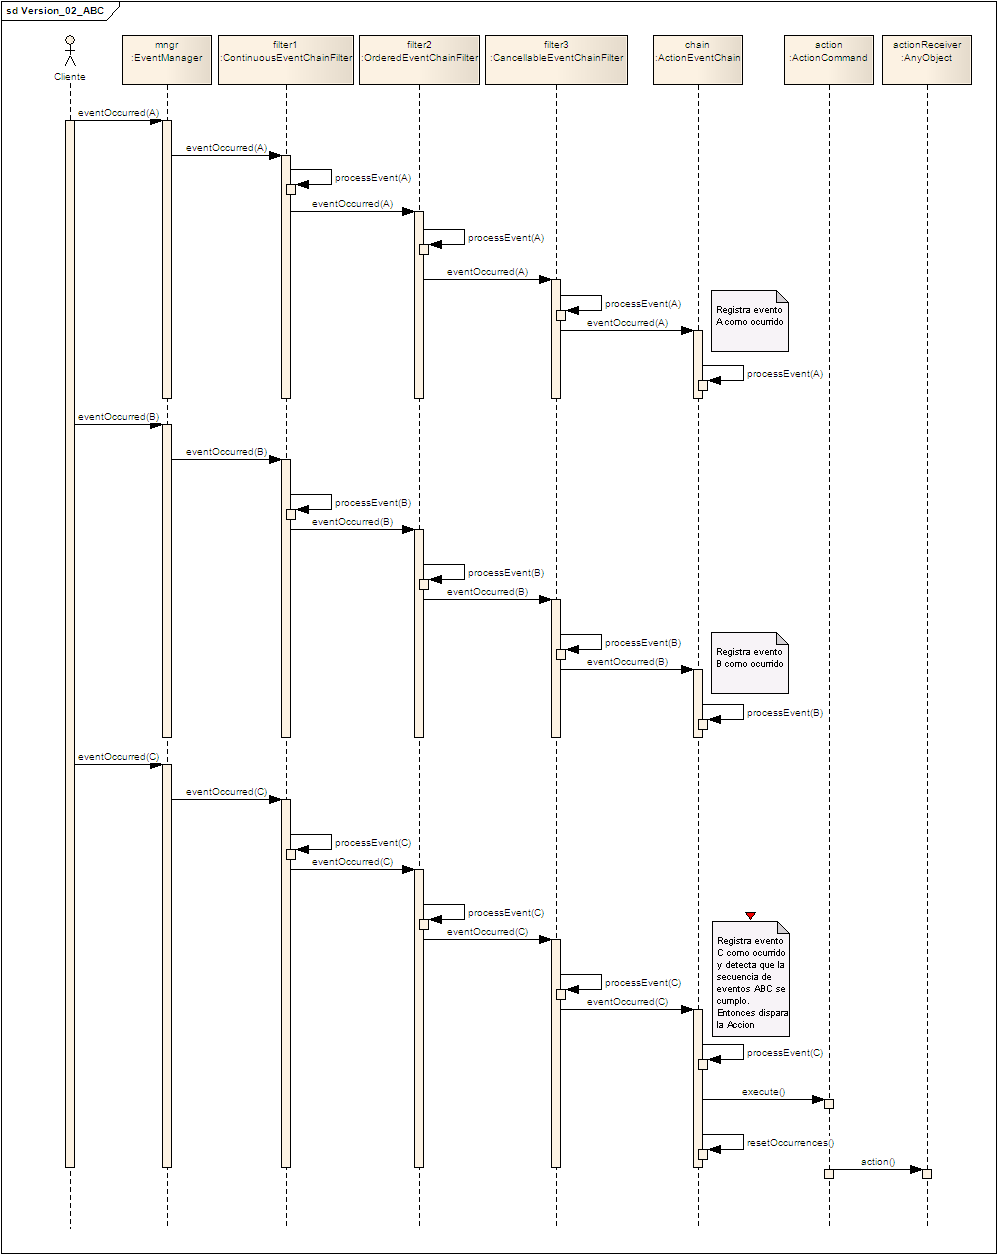 sd Version_02_ABC
Cliente
mngr
:EventManager
filter1
:ContinuousEventChainFilter
filter2
:OrderedEventChainFilter
filter3
:CancellableEventChainFilter
chain
:ActionEventChain
action
:ActionCommand
actionReceiver
:AnyObject
eventOccurred(A)
eventOccurred(A)
processEvent(A)
eventOccurred(A)
processEvent(A)
eventOccurred(A)
processEvent(A)
eventOccurred(A)
Registra evento
A como ocurrido
processEvent(A)
eventOccurred(B)
eventOccurred(B)
processEvent(B)
eventOccurred(B)
processEvent(B)
eventOccurred(B)
processEvent(B)
eventOccurred(B)
Registra evento
B como ocurrido
processEvent(B)
eventOccurred(C)
eventOccurred(C)
processEvent(C)
eventOccurred(C)
processEvent(C)
eventOccurred(C)
processEvent(C)
eventOccurred(C)
Registra evento
C como ocurrido
y detecta que la
secuencia de
eventos ABC se
cumplo.
Entonces dispara
la Accion
processEvent(C)
execute()
resetOccurrences()
action()